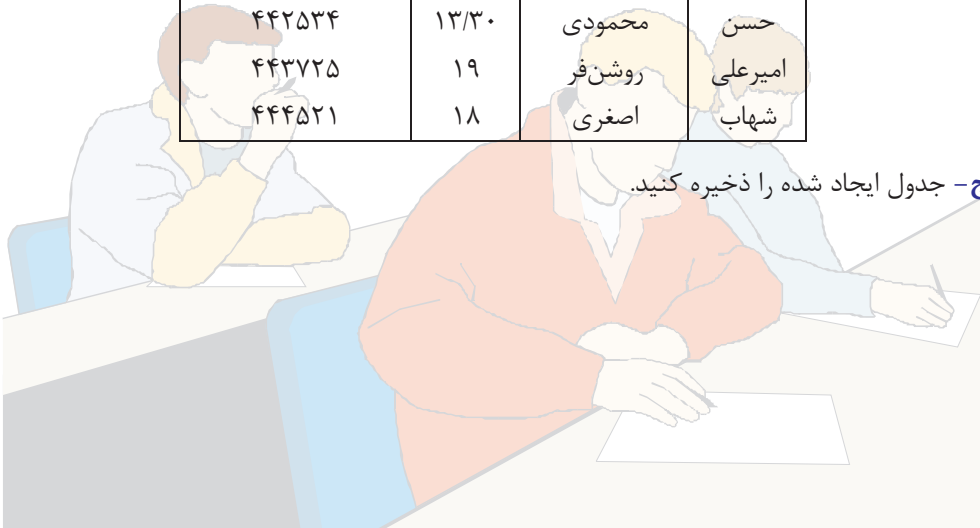 حسن محمودی ۱۳/۳۰ ۴۴۲۵۳۴
امیرعلی روشن‌فر ۱۹ ۴۴۳۷۲۵
شهاب اصغری ۱۸ ۴۴۴۵۲۱
ح- جدول ایجاد شده را ذخیره کنید.